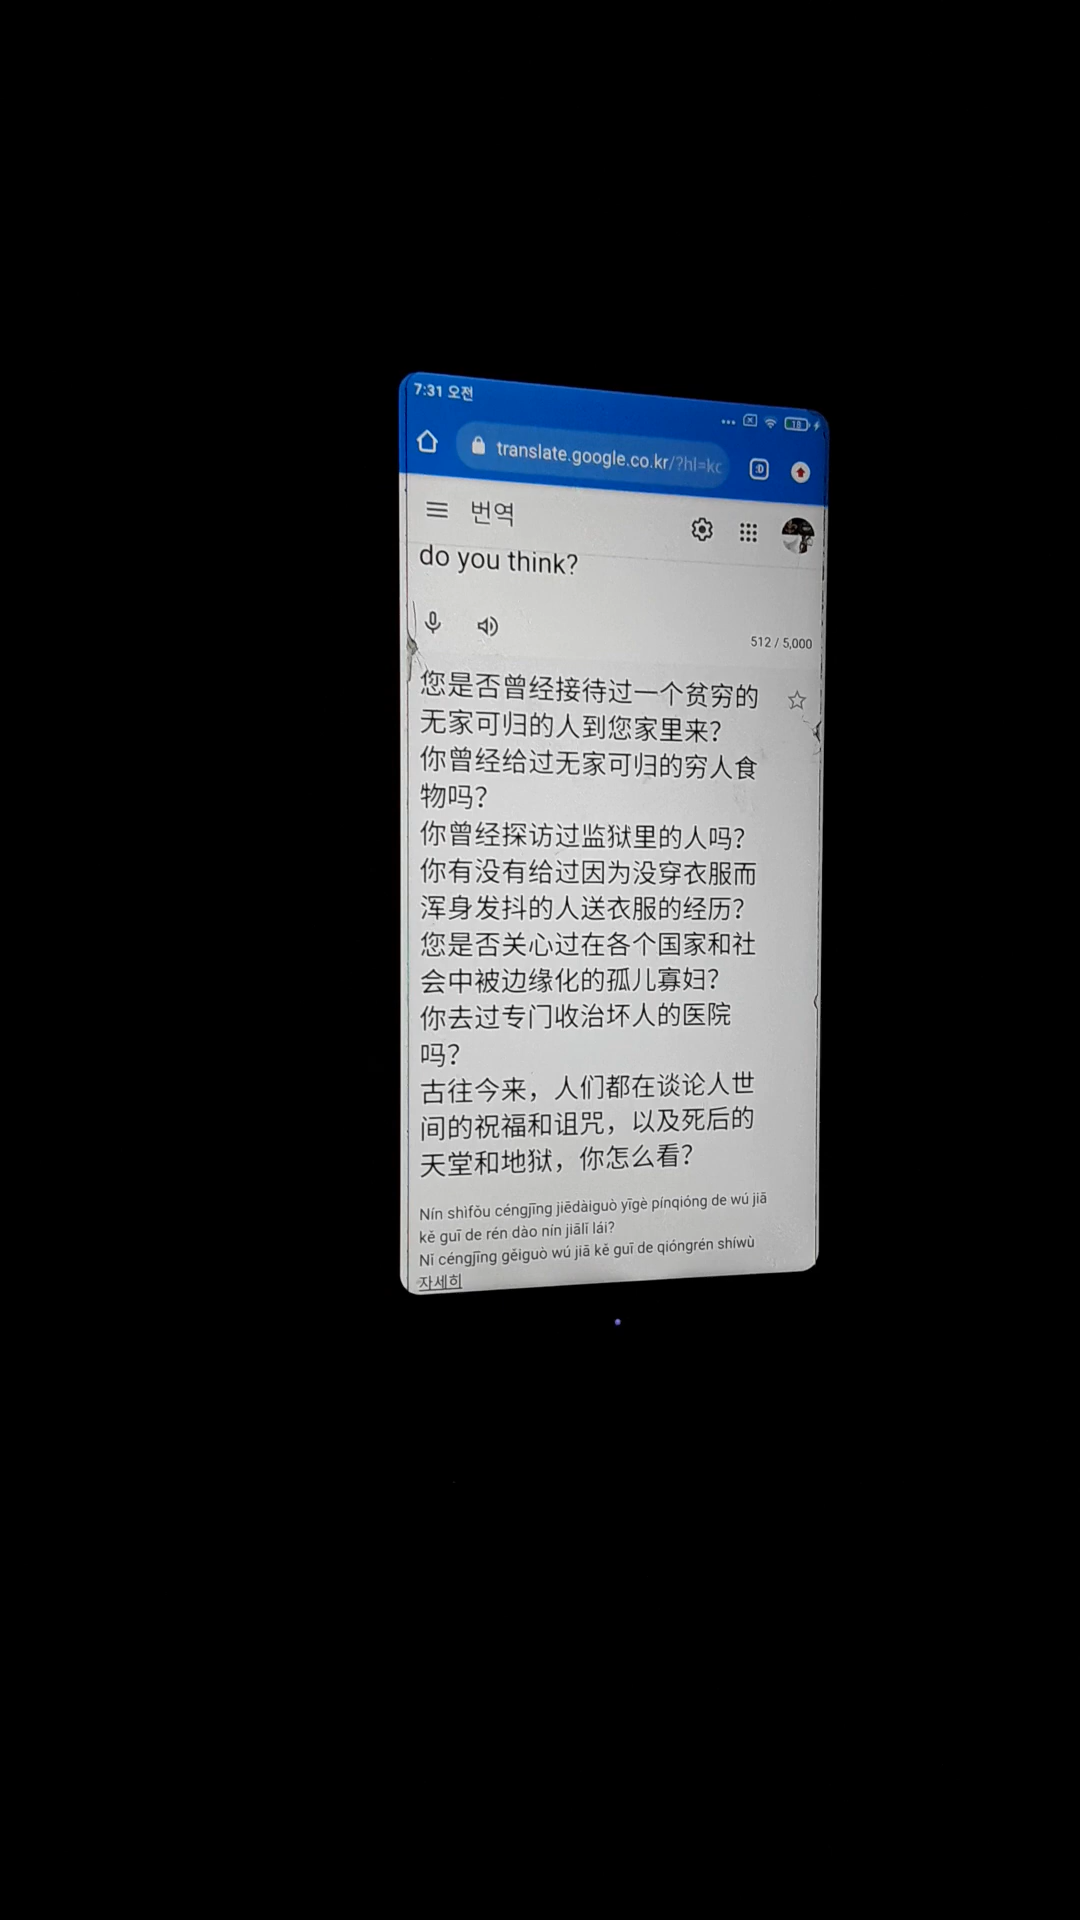 7:31 오전
18
translate.google.co.kr/?hl=kc
:D
번역
do you think?
512 / 5,000
您是否曾经接待过一个贫穷的
无家可归的人到您家里来？
你曾经给过无家可归的穷人食
物吗？
你曾经探访过监狱里的人吗？
你有没有给过因为没穿衣服而
浑身发抖的人送衣服的经历？
您是否关心过在各个国家和社
会中被边缘化的孤儿寡妇？
你去过专门收治坏人的医院
吗？
古往今来，人们都在谈论人世
间的祝福和诅咒，以及死后的
天堂和地狱，你怎么看？
Nín shìfǒu céngjīng jiēdàiguò yīgè pínqióng de wú jiā
kě guī de rén dào nín jiālǐ lái?
Nǐ céngjīng gěiguò wú jiā kě guī de qióngrén shíwù
자세히